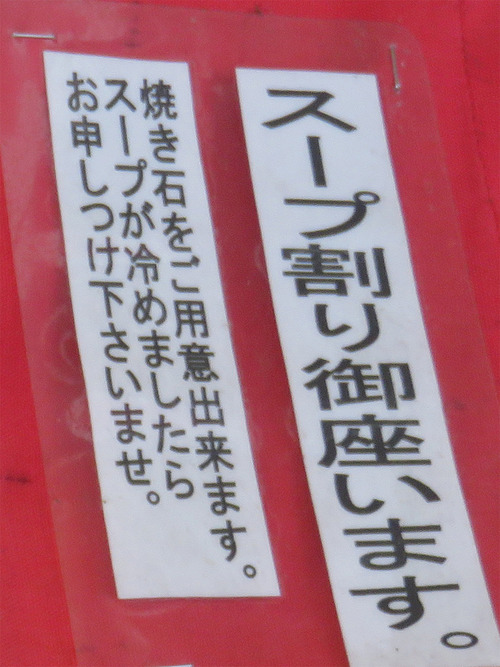 スープ割り御座います。
焼き石をご用意出来ます。
スープが冷めましたら
お申しつけ下さいませ。